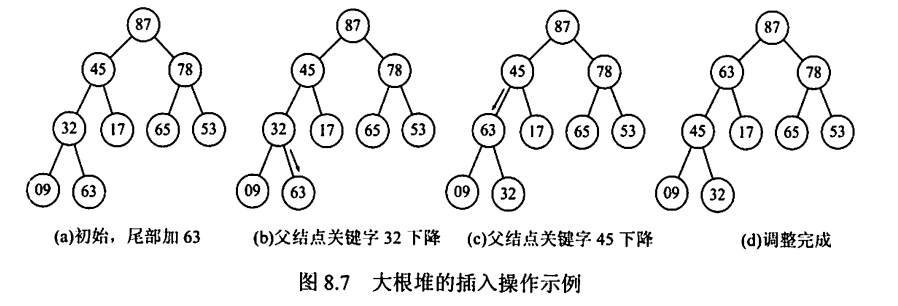 87 87 87 87
45 78 45 78 45 78 63 78
32 17 65 53 32 17 65 53 63 17 65 53 45 17 65 53
09 63 09 63 09 32 09 32
(a)初始，尾部加 63 (b)父结点关键字 32 下降 (c)父结点关键字 45 下降 (d)调整完成
图 8.7 大根堆的插入操作示例